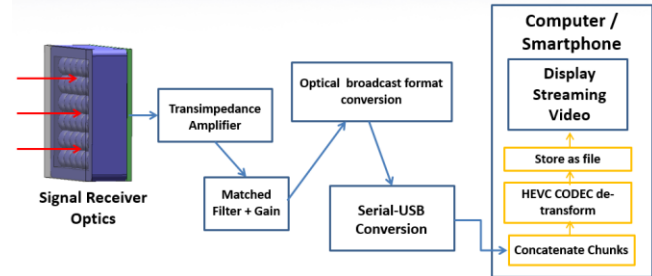 Signal Receiver
Optics
Transimpedance
Amplifier
Matched
Filter + Gain
Optical broadcast format
conversion
Serial-USB
Conversion
Computer /
Smartphone
Display
Streaming
Video
Store as file
HEVC CODEC de-
transform
Concatenate Chunks